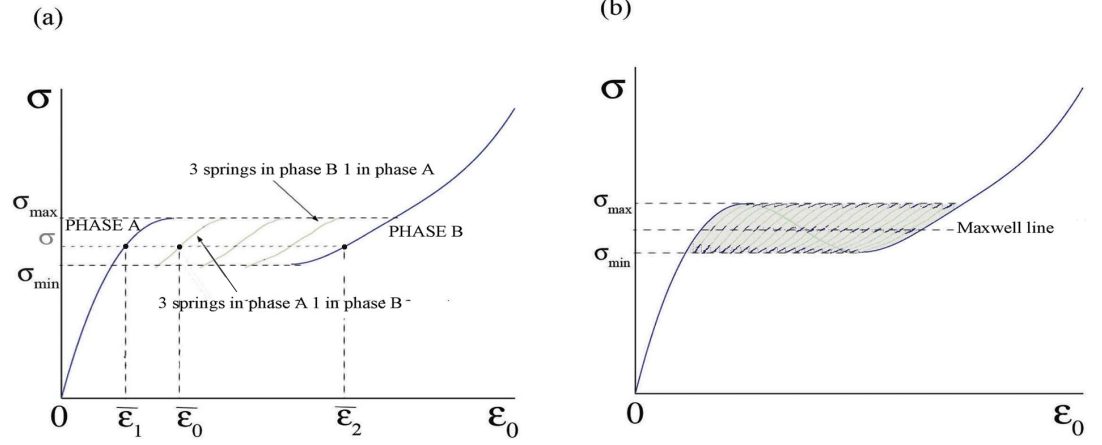 (a)
(b)
σ
σ
3 springs in phase B 1 in phase A
σmax
PHASE A
σ
PHASE B
σmin
3 springs in phase A 1 in phase B
0
ε̅1
ε̅0
ε̅2
ε0
σmax
Maxwell line
σmin
0
ε0